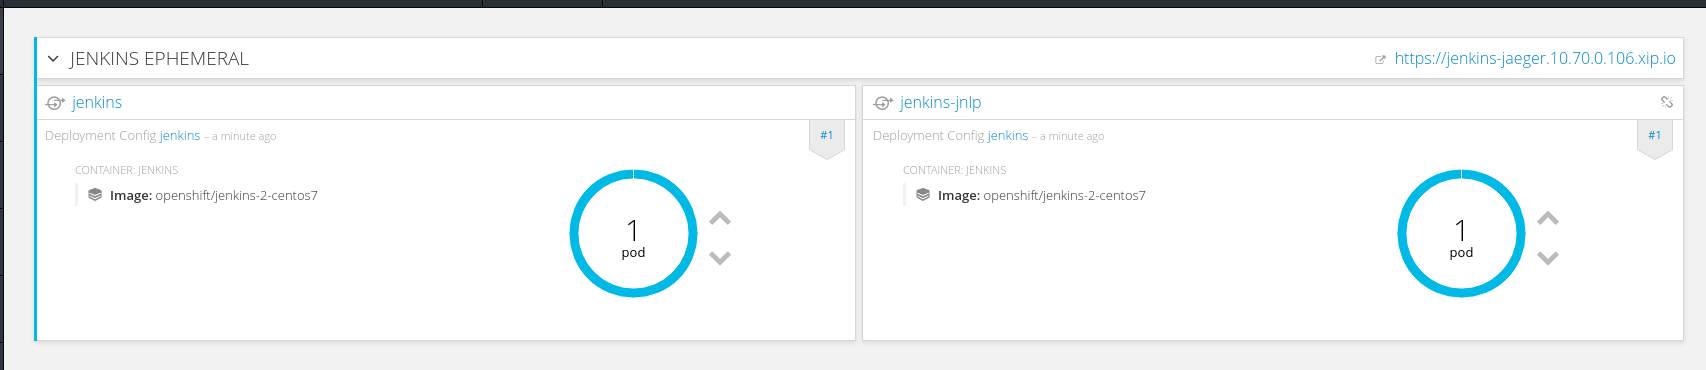 JENKINS EPHEMERAL
https://jenkins-jaeger.10.70.0.106.xip.io
jenkins
Deployment Config jenkins – a minute ago
#1
CONTAINER: JENKINS
Image: openshift/jenkins-2-centos7
1
pod
jenkins-jnlp
Deployment Config jenkins – a minute ago
#1
CONTAINER: JENKINS
Image: openshift/jenkins-2-centos7
1
pod